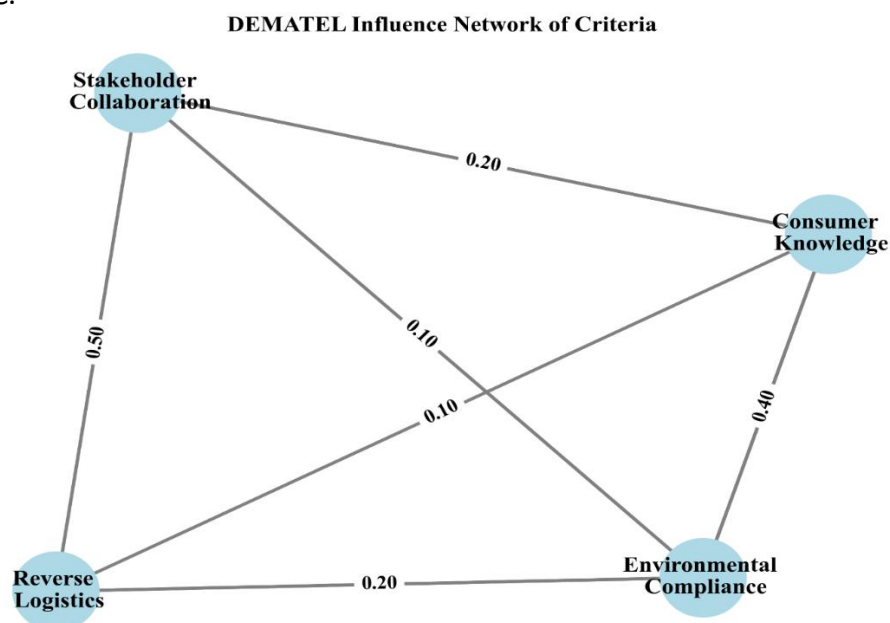 DEMATEL Influence Network of Criteria
Stakeholder
Collaboration
0.20
Consumer
Knowledge
0.50
0.10
0.10
0.40
Environmental
Compliance
Reverse
Logistics
0.20